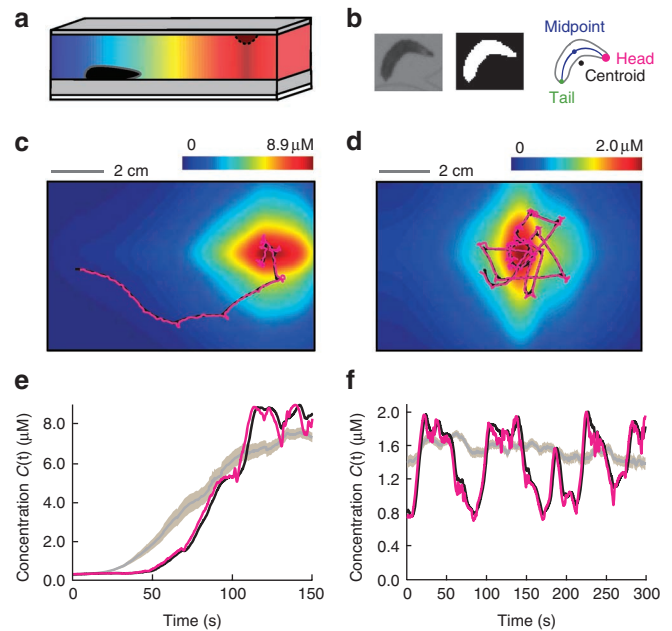 a
b
Midpoint
Head
Centroid
Tail
c
0
8.9 μM
2 cm
d
0
2.0 μM
2 cm
e
Concentration C(t) (μM)
8.0
6.0
4.0
2.0
0.0
0
50
100
150
Time (s)
f
Concentration C(t) (μM)
2.0
1.6
1.2
0.8
0.4
0.0
0
50
100
150
200
250
300
Time (s)